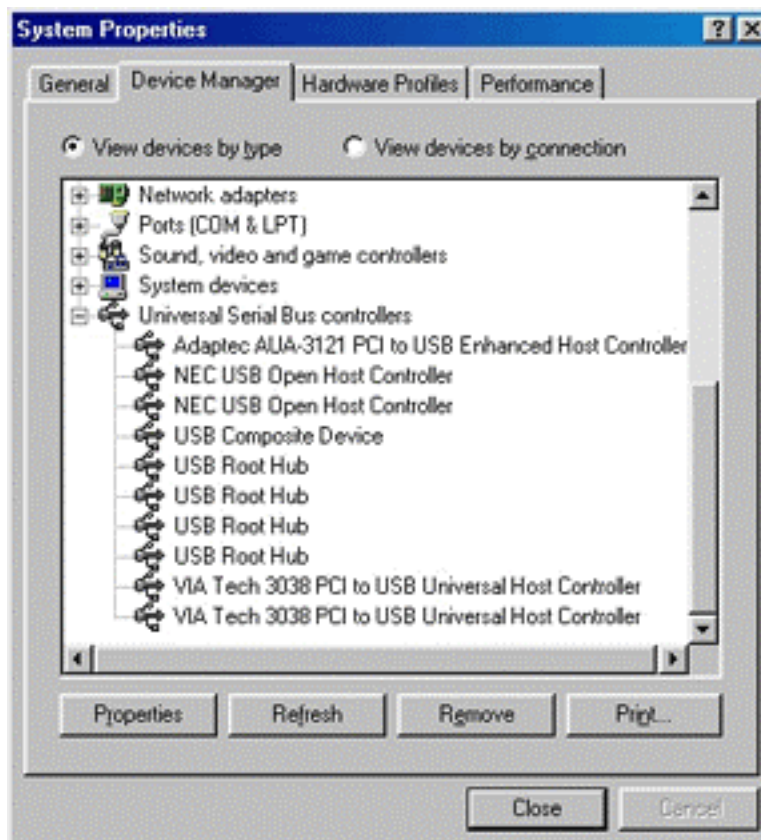 System Properties
General Device Manager Hardware Profiles Performance
View devices by type View devices by connection
Network adapters
Ports (COM & LPT)
Sound, video and game controllers
System devices
Universal Serial Bus controllers
Adaptec AUA-3121 PCI to USB Enhanced Host Controller
NEC USB Open Host Controller
NEC USB Open Host Controller
USB Composite Device
USB Root Hub
USB Root Hub
USB Root Hub
USB Root Hub
VIA Tech 3038 PCI to USB Universal Host Controller
VIA Tech 3038 PCI to USB Universal Host Controller
Properties Refresh Remove Print...
Close Cancel